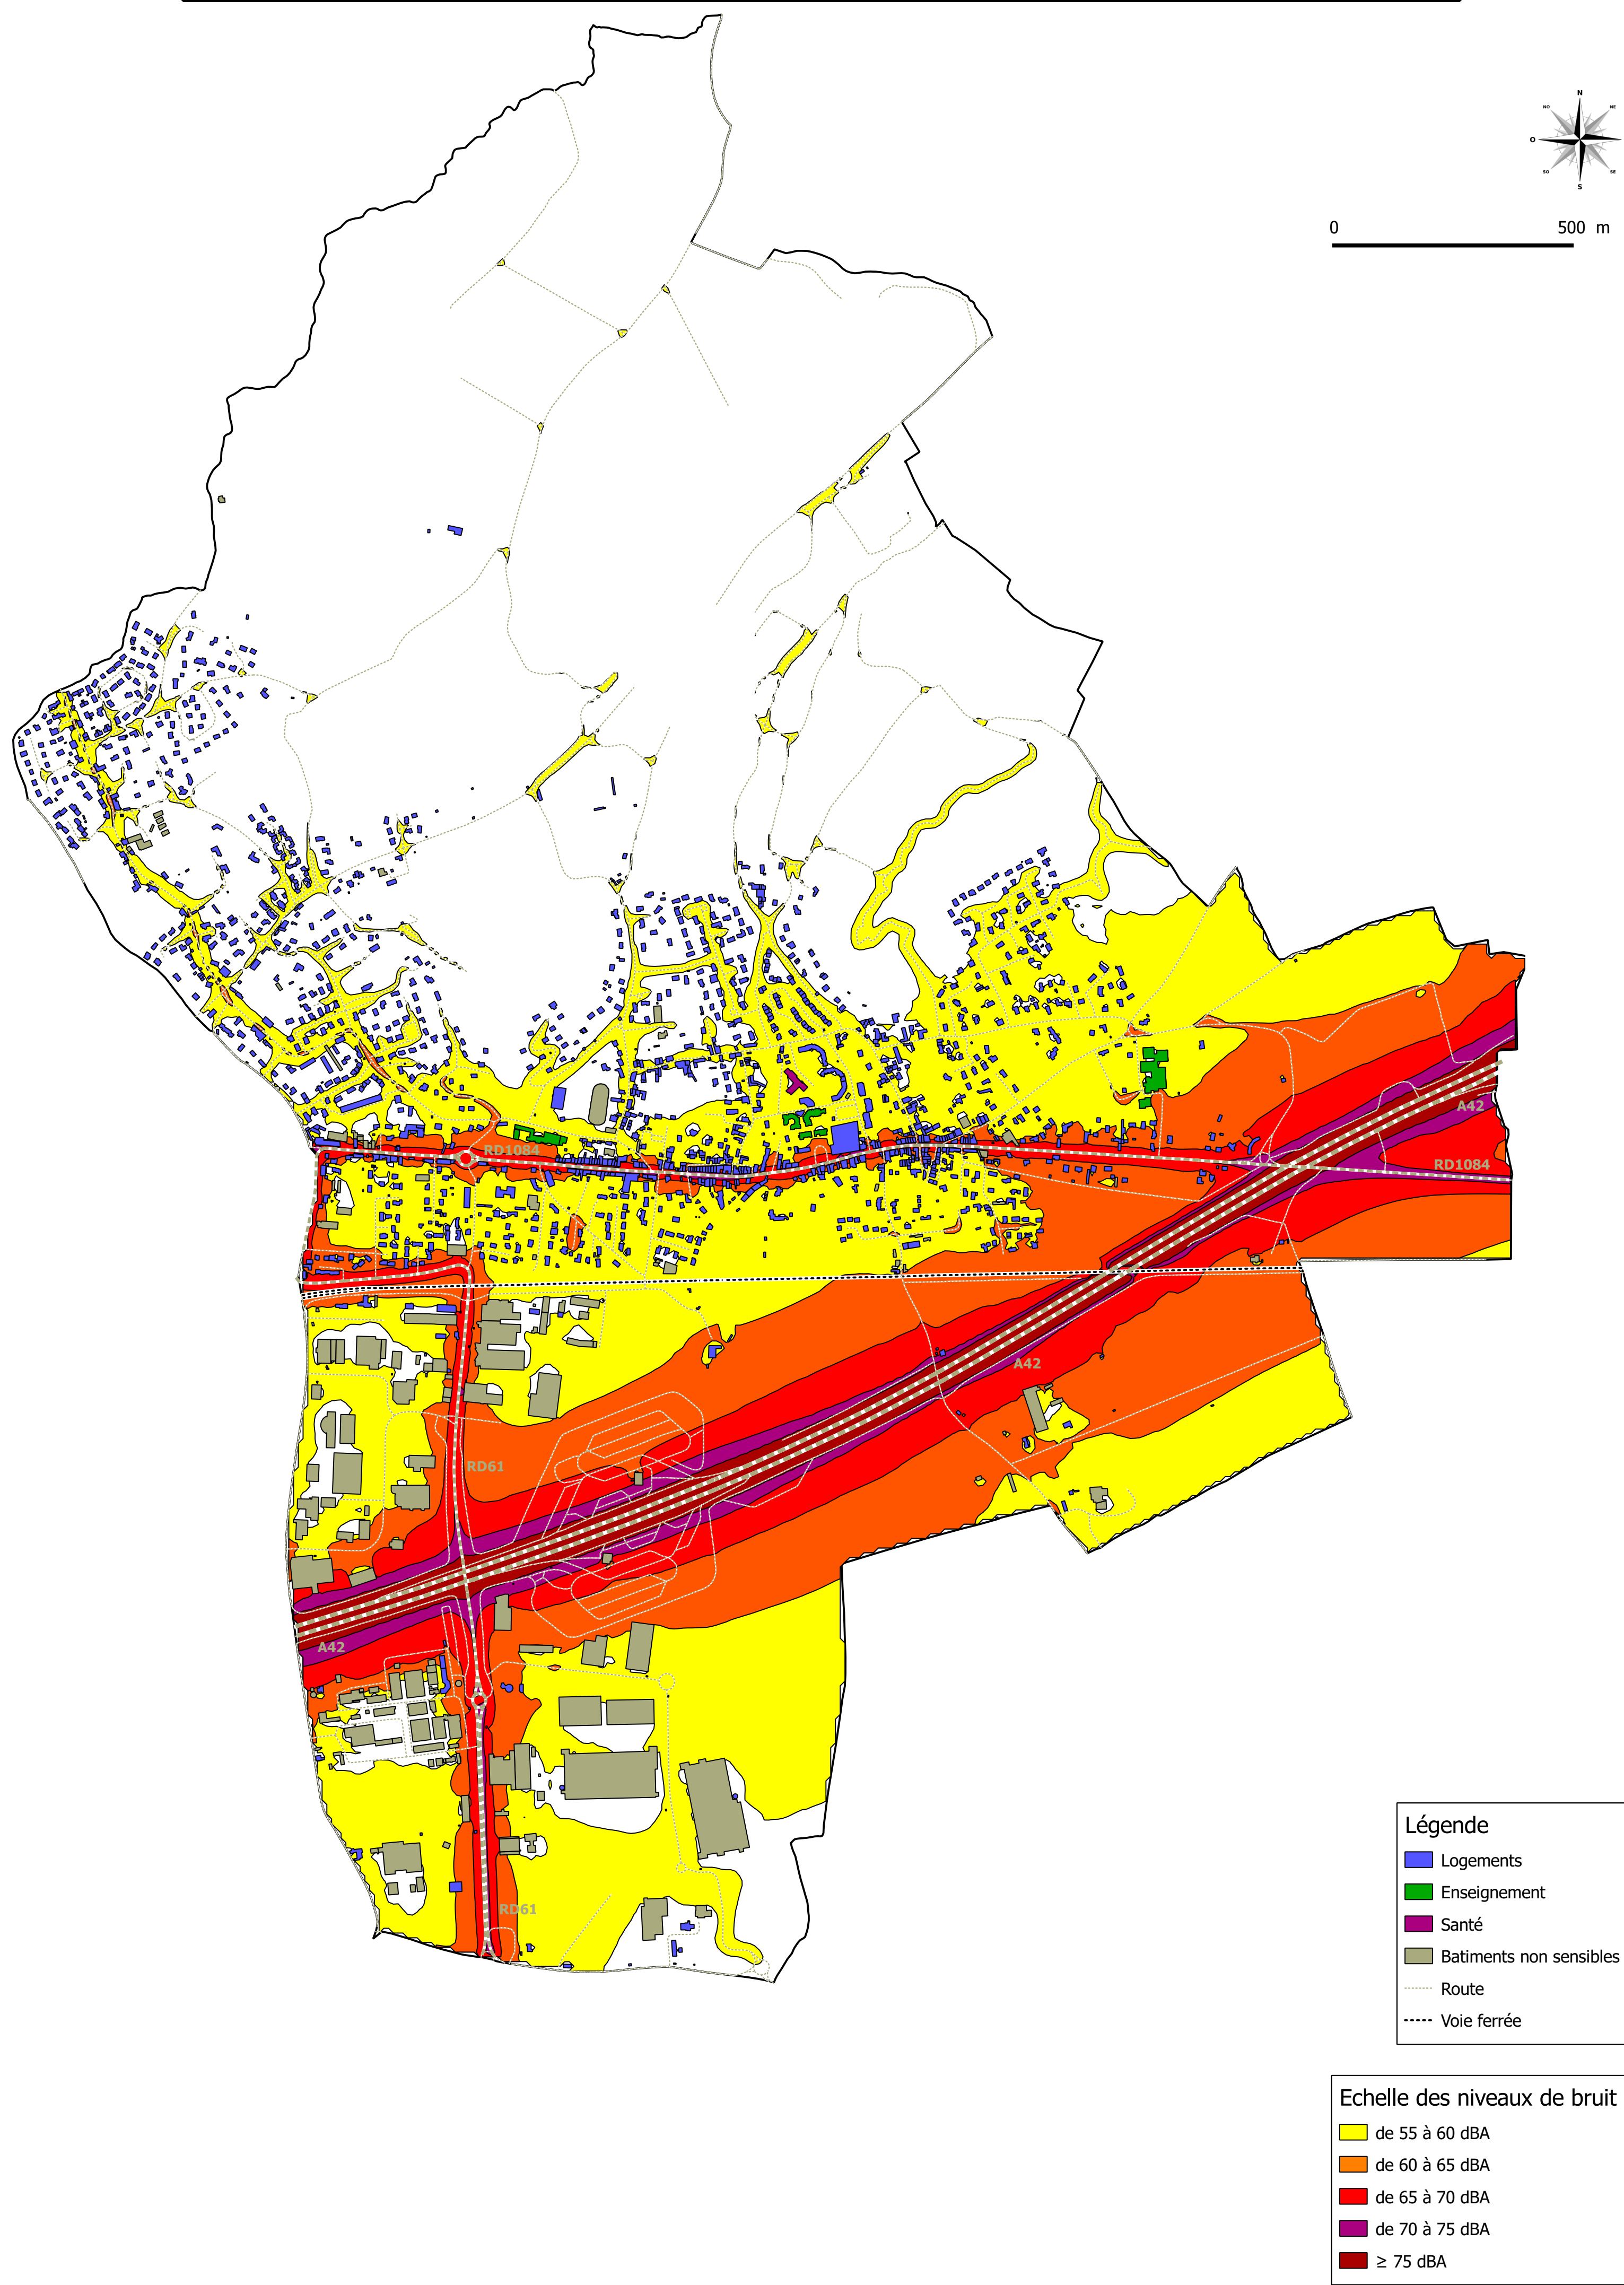 N
NO NE
O
SO SE
S
0 500 m
RD1084
A42
RD1084
A42
RD61
A42
RD61
Légende
Logements
Enseignement
Santé
Batiments non sensibles
Route
Voie ferrée
Echelle des niveaux de bruit
de 55 à 60 dBA
de 60 à 65 dBA
de 65 à 70 dBA
de 70 à 75 dBA
≥ 75 dBA